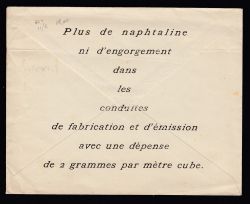 Plus de naphtaline
ni d'engorgement
dans
les
conduites
de fabrication et d'émission
avec une dépense
de 2 grammes par mètre cube.